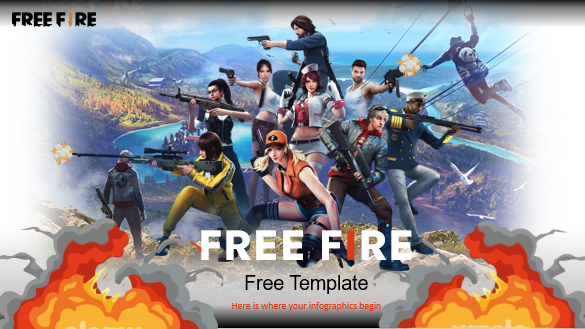 FREE FIRE
FREE FIRE
Free Template
Here is where your infographics begin